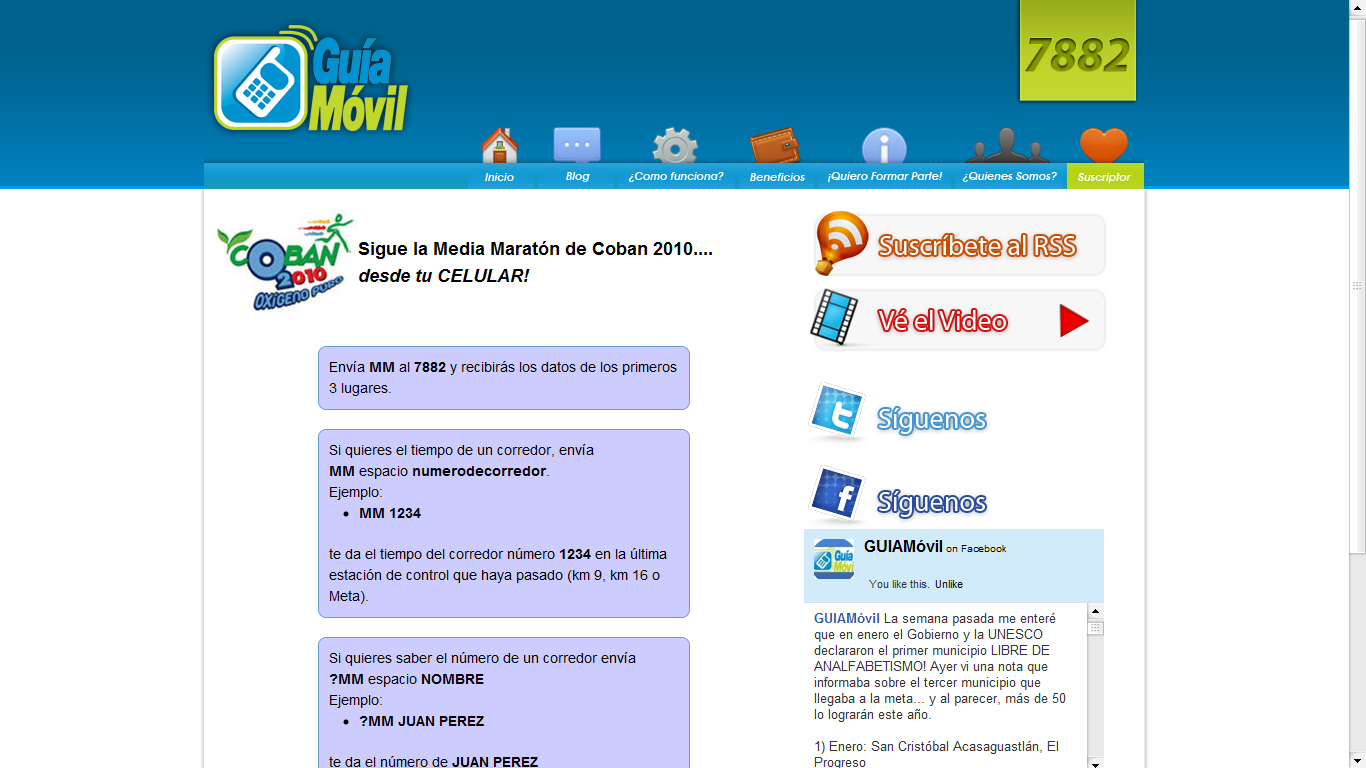 Guía
Móvil
7882
Inicio
Blog
¿Como funciona?
Beneficios
¡Quiero Formar Parte!
¿Quienes Somos?
Suscriptor
COBAN
2010
OXÍGENO PURO
Sigue la Media Maratón de Coban 2010....
desde tu CELULAR!
Envía MM al 7882 y recibirás los datos de los primeros
3 lugares.
Si quieres el tiempo de un corredor, envía
MM espacio numerodecorredor.
Ejemplo:
• MM 1234
te da el tiempo del corredor número 1234 en la última
estación de control que haya pasado (km 9, km 16 o
Meta).
Si quieres saber el número de un corredor envía
?MM espacio NOMBRE
Ejemplo:
• ?MM JUAN PEREZ
te da el número de JUAN PEREZ
Suscríbete al RSS
Vé el Video
Síguenos
Síguenos
GUIAMóvil on Facebook
You like this. Unlike
GUIAMóvil La semana pasada me enteré
que en enero el Gobierno y la UNESCO
declararon el primer municipio LIBRE DE
ANALFABETISMO! Ayer vi una nota que
informaba sobre el tercer municipio que
llegaba a la meta... y al parecer, más de 50
lo lograrán este año.
1) Enero: San Cristóbal Acasaguastlán, El
Progreso